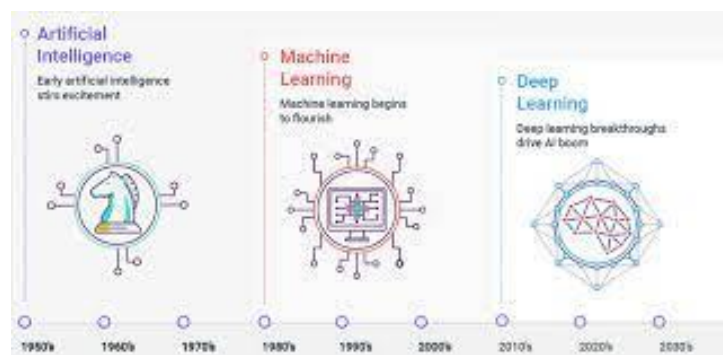 Artificial
Intelligence
Early artificial intelligence
stirs excitement
Machine
Learning
Machine learning begins
to flourish
Deep
Learning
Deep learning breakthroughs
drive AI boom
1950's 1960's 1970's 1980's 1990's 2000's 2010's 2020's 2030's